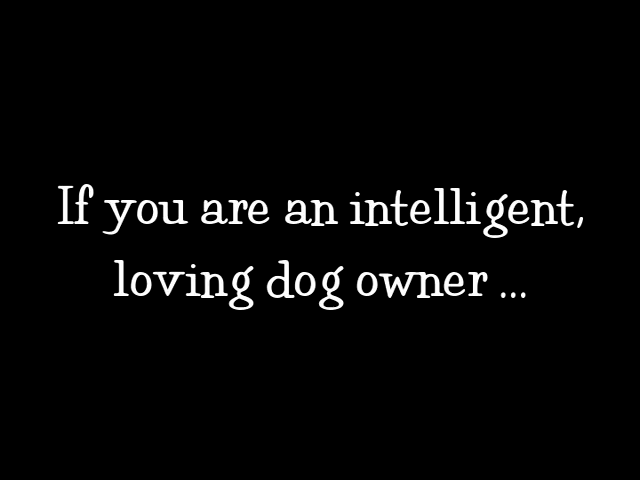 If you are an intelligent,
loving dog owner ...